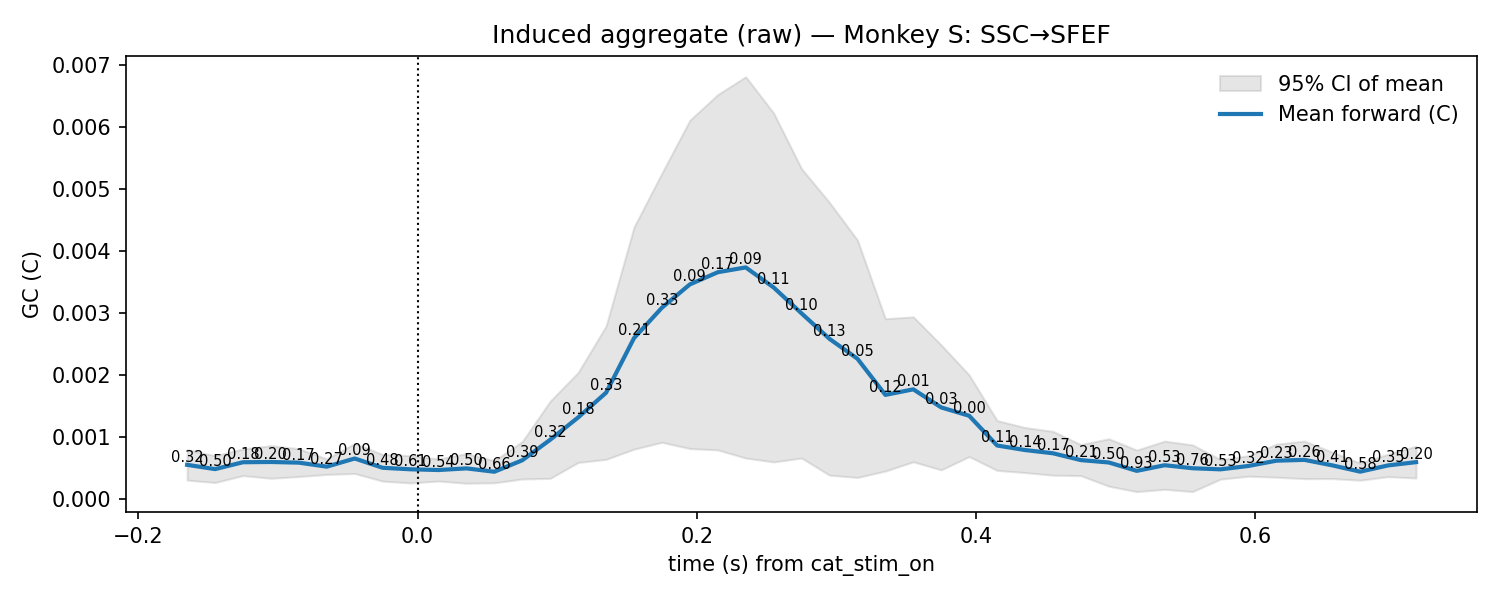 Induced aggregate (raw) — Monkey S: SSC→SFEF
0.007
0.006
0.005
0.004
0.003
0.002
0.001
0.000
GC (C)
95% CI of mean
Mean forward (C)
0.32 0.50 0.18 0.20 0.17 0.27 0.09 0.48 0.61 0.54 0.50 0.66 0.39 0.32 0.18 0.33 0.21 0.33 0.09 0.17 0.09 0.11 0.10 0.13 0.05 0.12 0.01 0.03 0.00 0.11 0.14 0.17 0.21 0.50 0.93 0.53 0.76 0.53 0.32 0.23 0.26 0.41 0.58 0.35 0.20
−0.2 0.0 0.2 0.4 0.6
time (s) from cat_stim_on